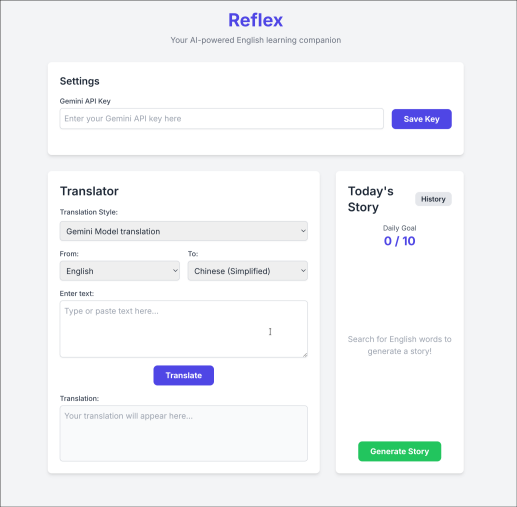 Reflex
Your AI-powered English learning companion
Settings
Gemini API Key
Enter your Gemini API key here
Save Key
Translator
Translation Style:
Gemini Model translation
From:
To:
English
Chinese (Simplified)
Enter text:
Type or paste text here...
Translate
Translation:
Your translation will appear here...
Today's
Story
History
Daily Goal
0 / 10
Search for English words to
generate a story!
Generate Story